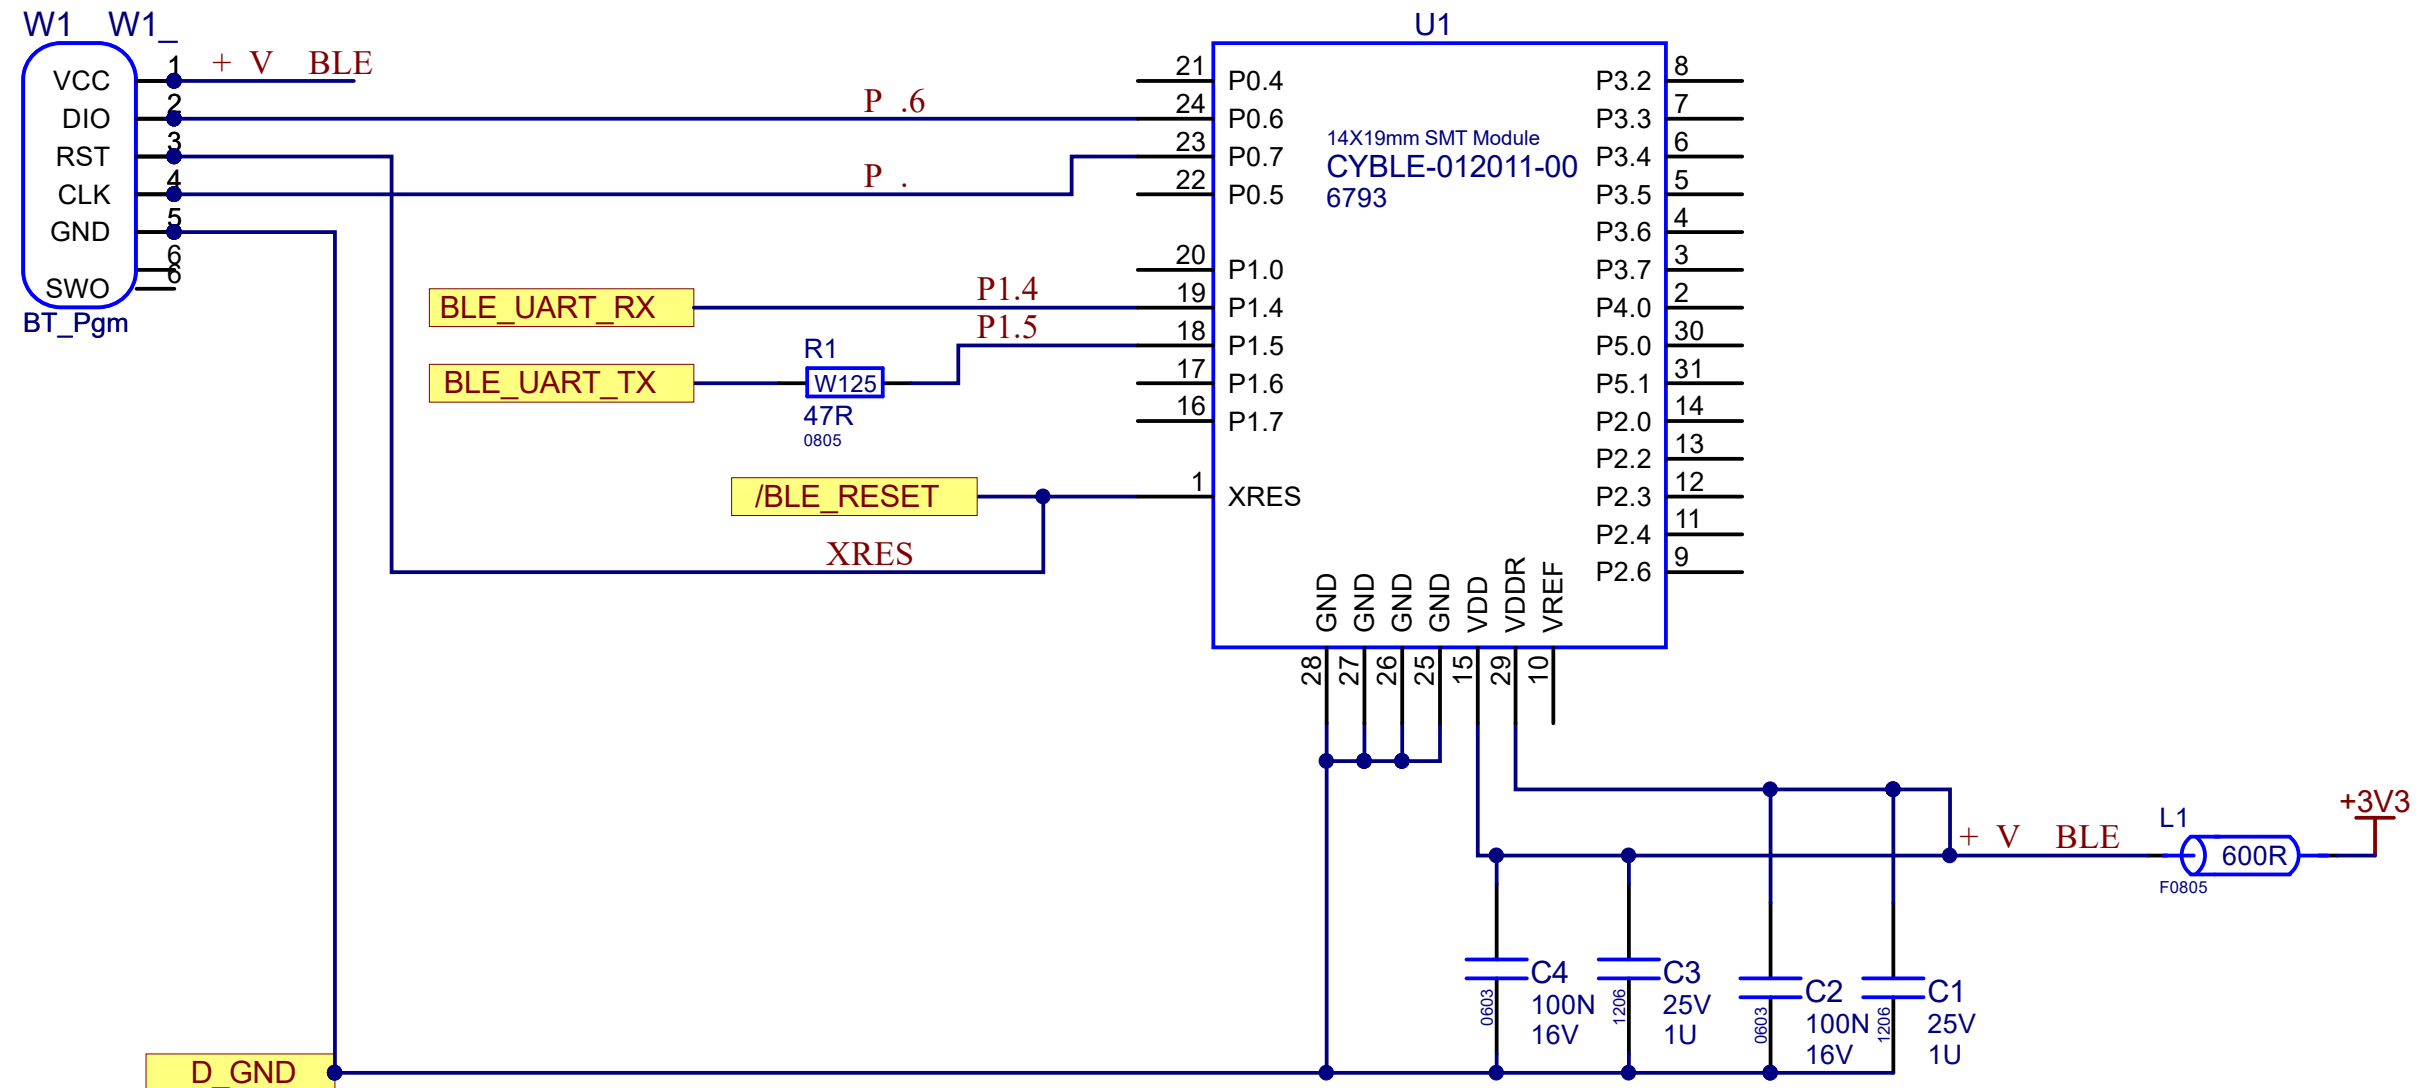 W1 W1_
VCC 1
DIO 2
RST 3
CLK 4
GND 5
6
SWO 6
BT_Pgm
+ V BLE
P .6
P .
BLE_UART_RX
P1.4
P1.5
BLE_UART_TX
R1
W125
47R
0805
/BLE_RESET
XRES
U1
14X19mm SMT Module
CYBLE-012011-00
6793
21 P0.4
24 P0.6
23 P0.7
22 P0.5
20 P1.0
19 P1.4
18 P1.5
17 P1.6
16 P1.7
1 XRES
P3.2 8
P3.3 7
P3.4 6
P3.5 5
P3.6 4
P3.7 3
P4.0 2
P5.0 30
P5.1 31
P2.0 14
P2.2 13
P2.3 12
P2.4 11
P2.6 9
GND 28
GND 27
GND 26
GND 25
VDD 15
VDDR 29
VREF 10
+3V3
L1
600R
F0805
+ V BLE
C4
100N
16V
0603
C3
25V
1U
1206
C2
100N
16V
0603
C1
25V
1U
1206
D_GND